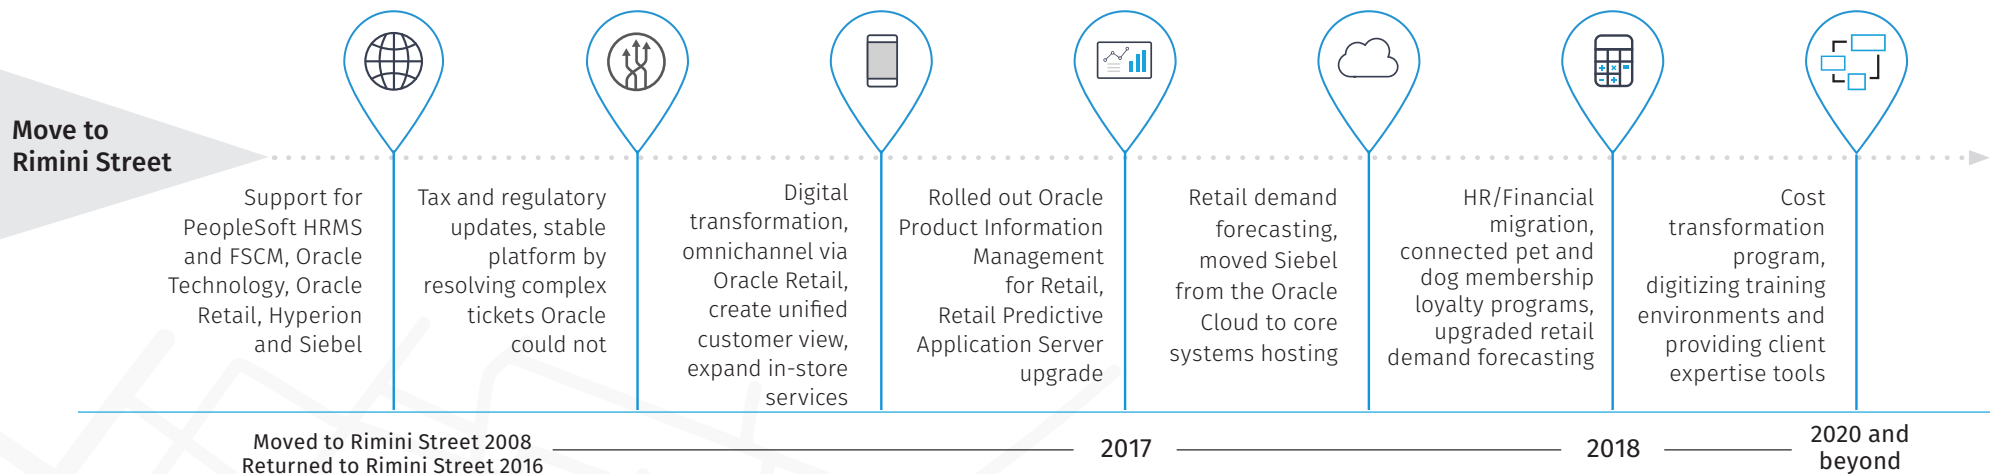 Move to
Rimini Street
Support for
PeopleSoft HRMS
and FSCM, Oracle
Technology, Oracle
Retail, Hyperion
and Siebel
Tax and regulatory
updates, stable
platform by
resolving complex
tickets Oracle
could not
Digital
transformation,
omnichannel via
Oracle Retail,
create unified
customer view,
expand in-store
services
Rolled out Oracle
Product Information
Management
for Retail,
Retail Predictive
Application Server
upgrade
Retail demand
forecasting,
moved Siebel
from the Oracle
Cloud to core
systems hosting
HR/Financial
migration,
connected pet and
dog membership
loyalty programs,
upgraded retail
demand forecasting
Cost
transformation
program,
digitizing training
environments and
providing client
expertise tools
Moved to Rimini Street 2008
Returned to Rimini Street 2016
2017
2018
2020 and
beyond